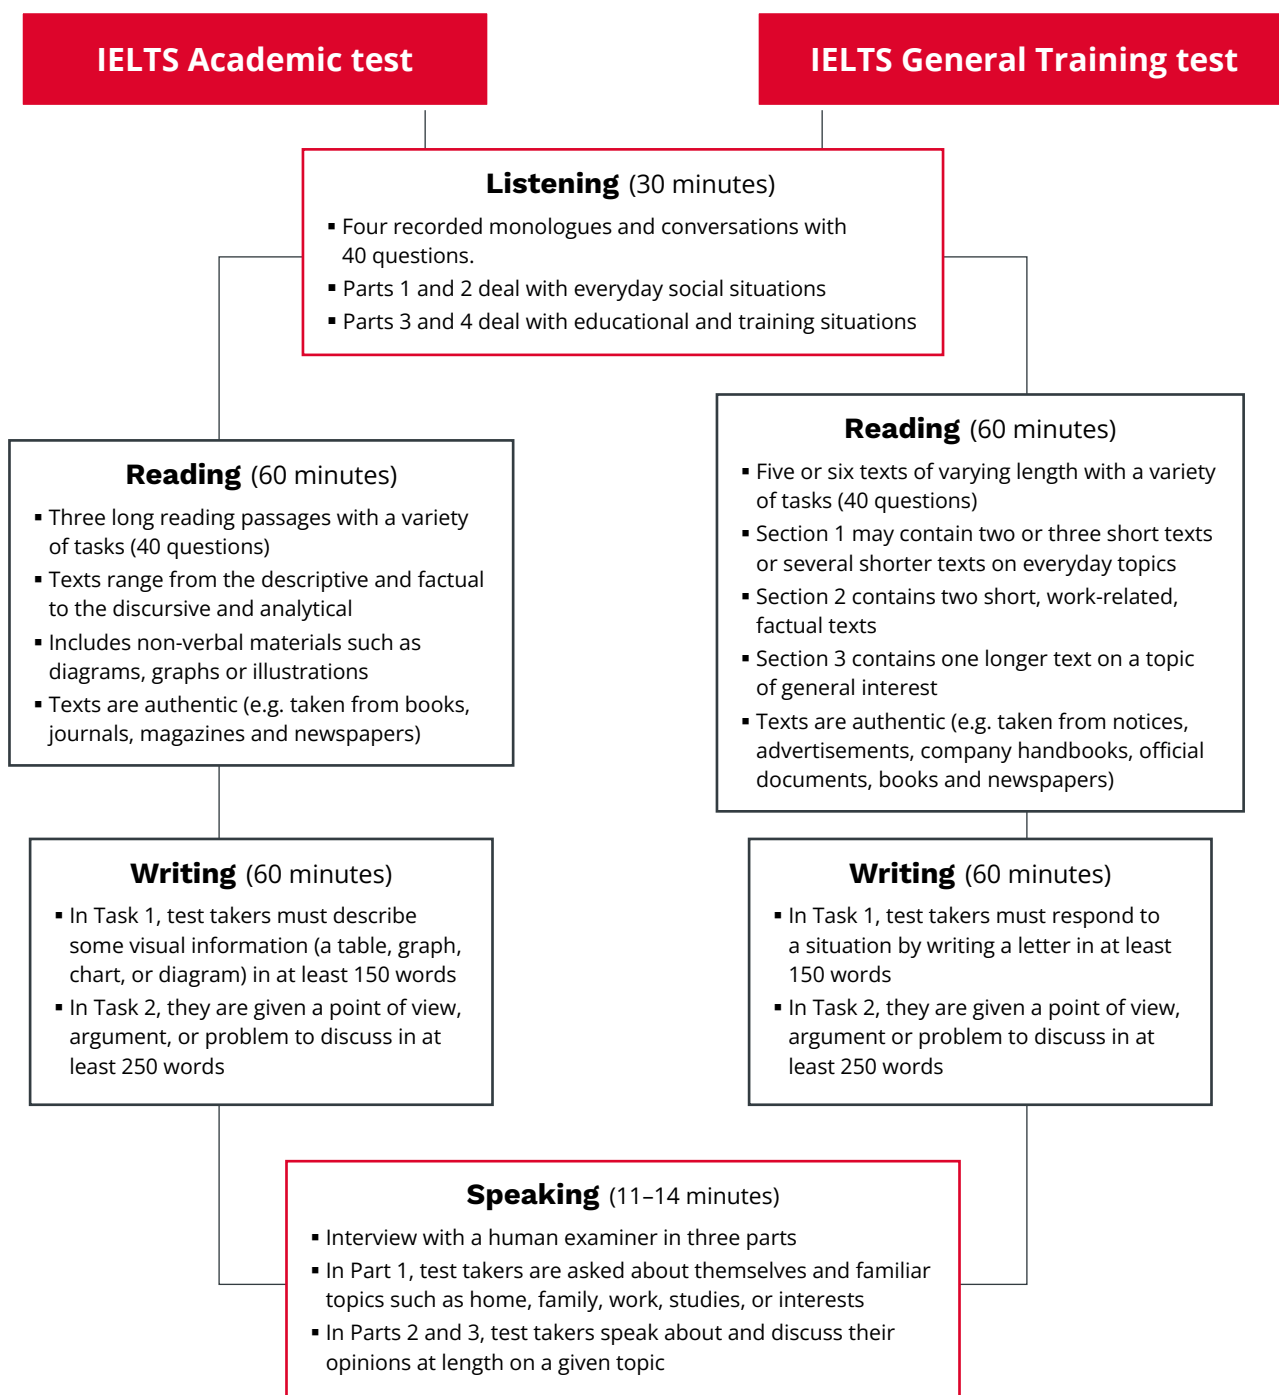 IELTS Academic test
IELTS General Training test
Listening (30 minutes)
▪ Four recorded monologues and conversations with
40 questions.
▪ Parts 1 and 2 deal with everyday social situations
▪ Parts 3 and 4 deal with educational and training situations
Reading (60 minutes)
▪ Three long reading passages with a variety
of tasks (40 questions)
▪ Texts range from the descriptive and factual
to the discursive and analytical
▪ Includes non-verbal materials such as
diagrams, graphs or illustrations
▪ Texts are authentic (e.g. taken from books,
journals, magazines and newspapers)
Reading (60 minutes)
▪ Five or six texts of varying length with a variety
of tasks (40 questions)
▪ Section 1 may contain two or three short texts
or several shorter texts on everyday topics
▪ Section 2 contains two short, work-related,
factual texts
▪ Section 3 contains one longer text on a topic
of general interest
▪ Texts are authentic (e.g. taken from notices,
advertisements, company handbooks, official
documents, books and newspapers)
Writing (60 minutes)
▪ In Task 1, test takers must describe
some visual information (a table, graph,
chart, or diagram) in at least 150 words
▪ In Task 2, they are given a point of view,
argument, or problem to discuss in at
least 250 words
Writing (60 minutes)
▪ In Task 1, test takers must respond to
a situation by writing a letter in at least
150 words
▪ In Task 2, they are given a point of view,
argument or problem to discuss in at
least 250 words
Speaking (11–14 minutes)
▪ Interview with a human examiner in three parts
▪ In Part 1, test takers are asked about themselves and familiar
topics such as home, family, work, studies, or interests
▪ In Parts 2 and 3, test takers speak about and discuss their
opinions at length on a given topic